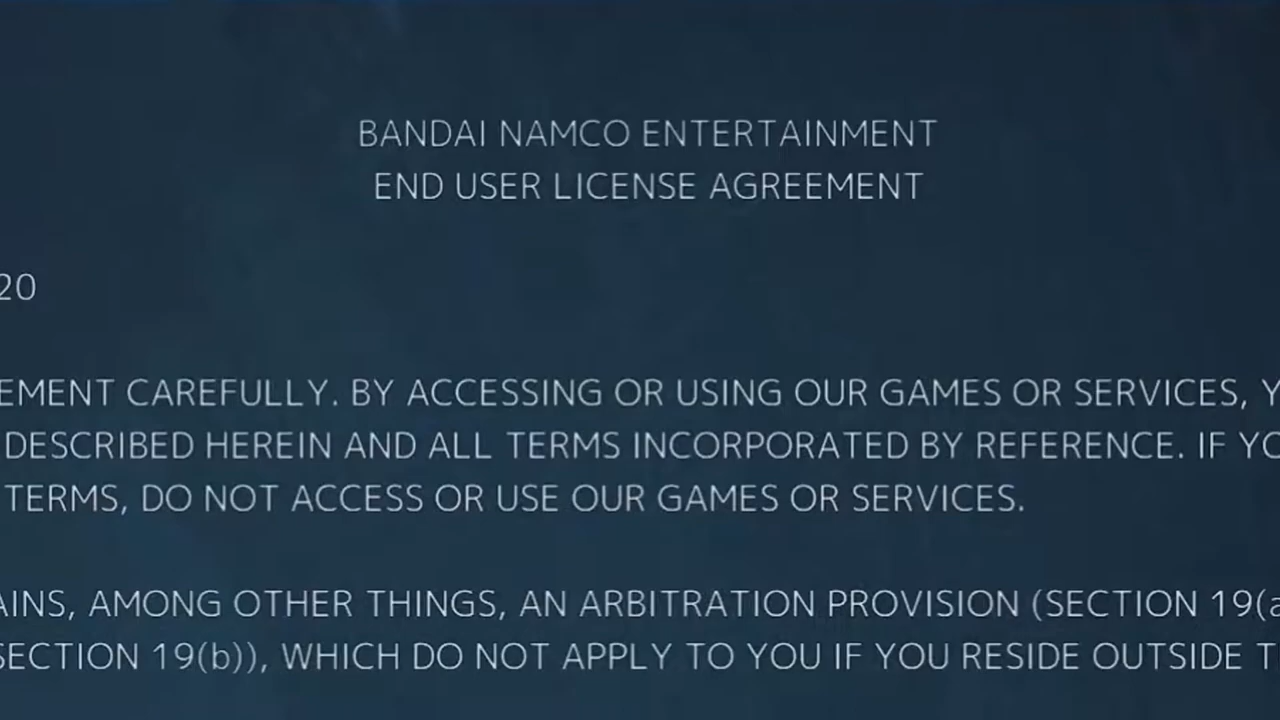 BANDAI NAMCO ENTERTAINMENT
END USER LICENSE AGREEMENT
20
EMENT CAREFULLY. BY ACCESSING OR USING OUR GAMES OR SERVICES, Y
DESCRIBED HEREIN AND ALL TERMS INCORPORATED BY REFERENCE. IF YO
TERMS, DO NOT ACCESS OR USE OUR GAMES OR SERVICES.
AINS, AMONG OTHER THINGS, AN ARBITRATION PROVISION (SECTION 19(a
SECTION 19(b)), WHICH DO NOT APPLY TO YOU IF YOU RESIDE OUTSIDE T